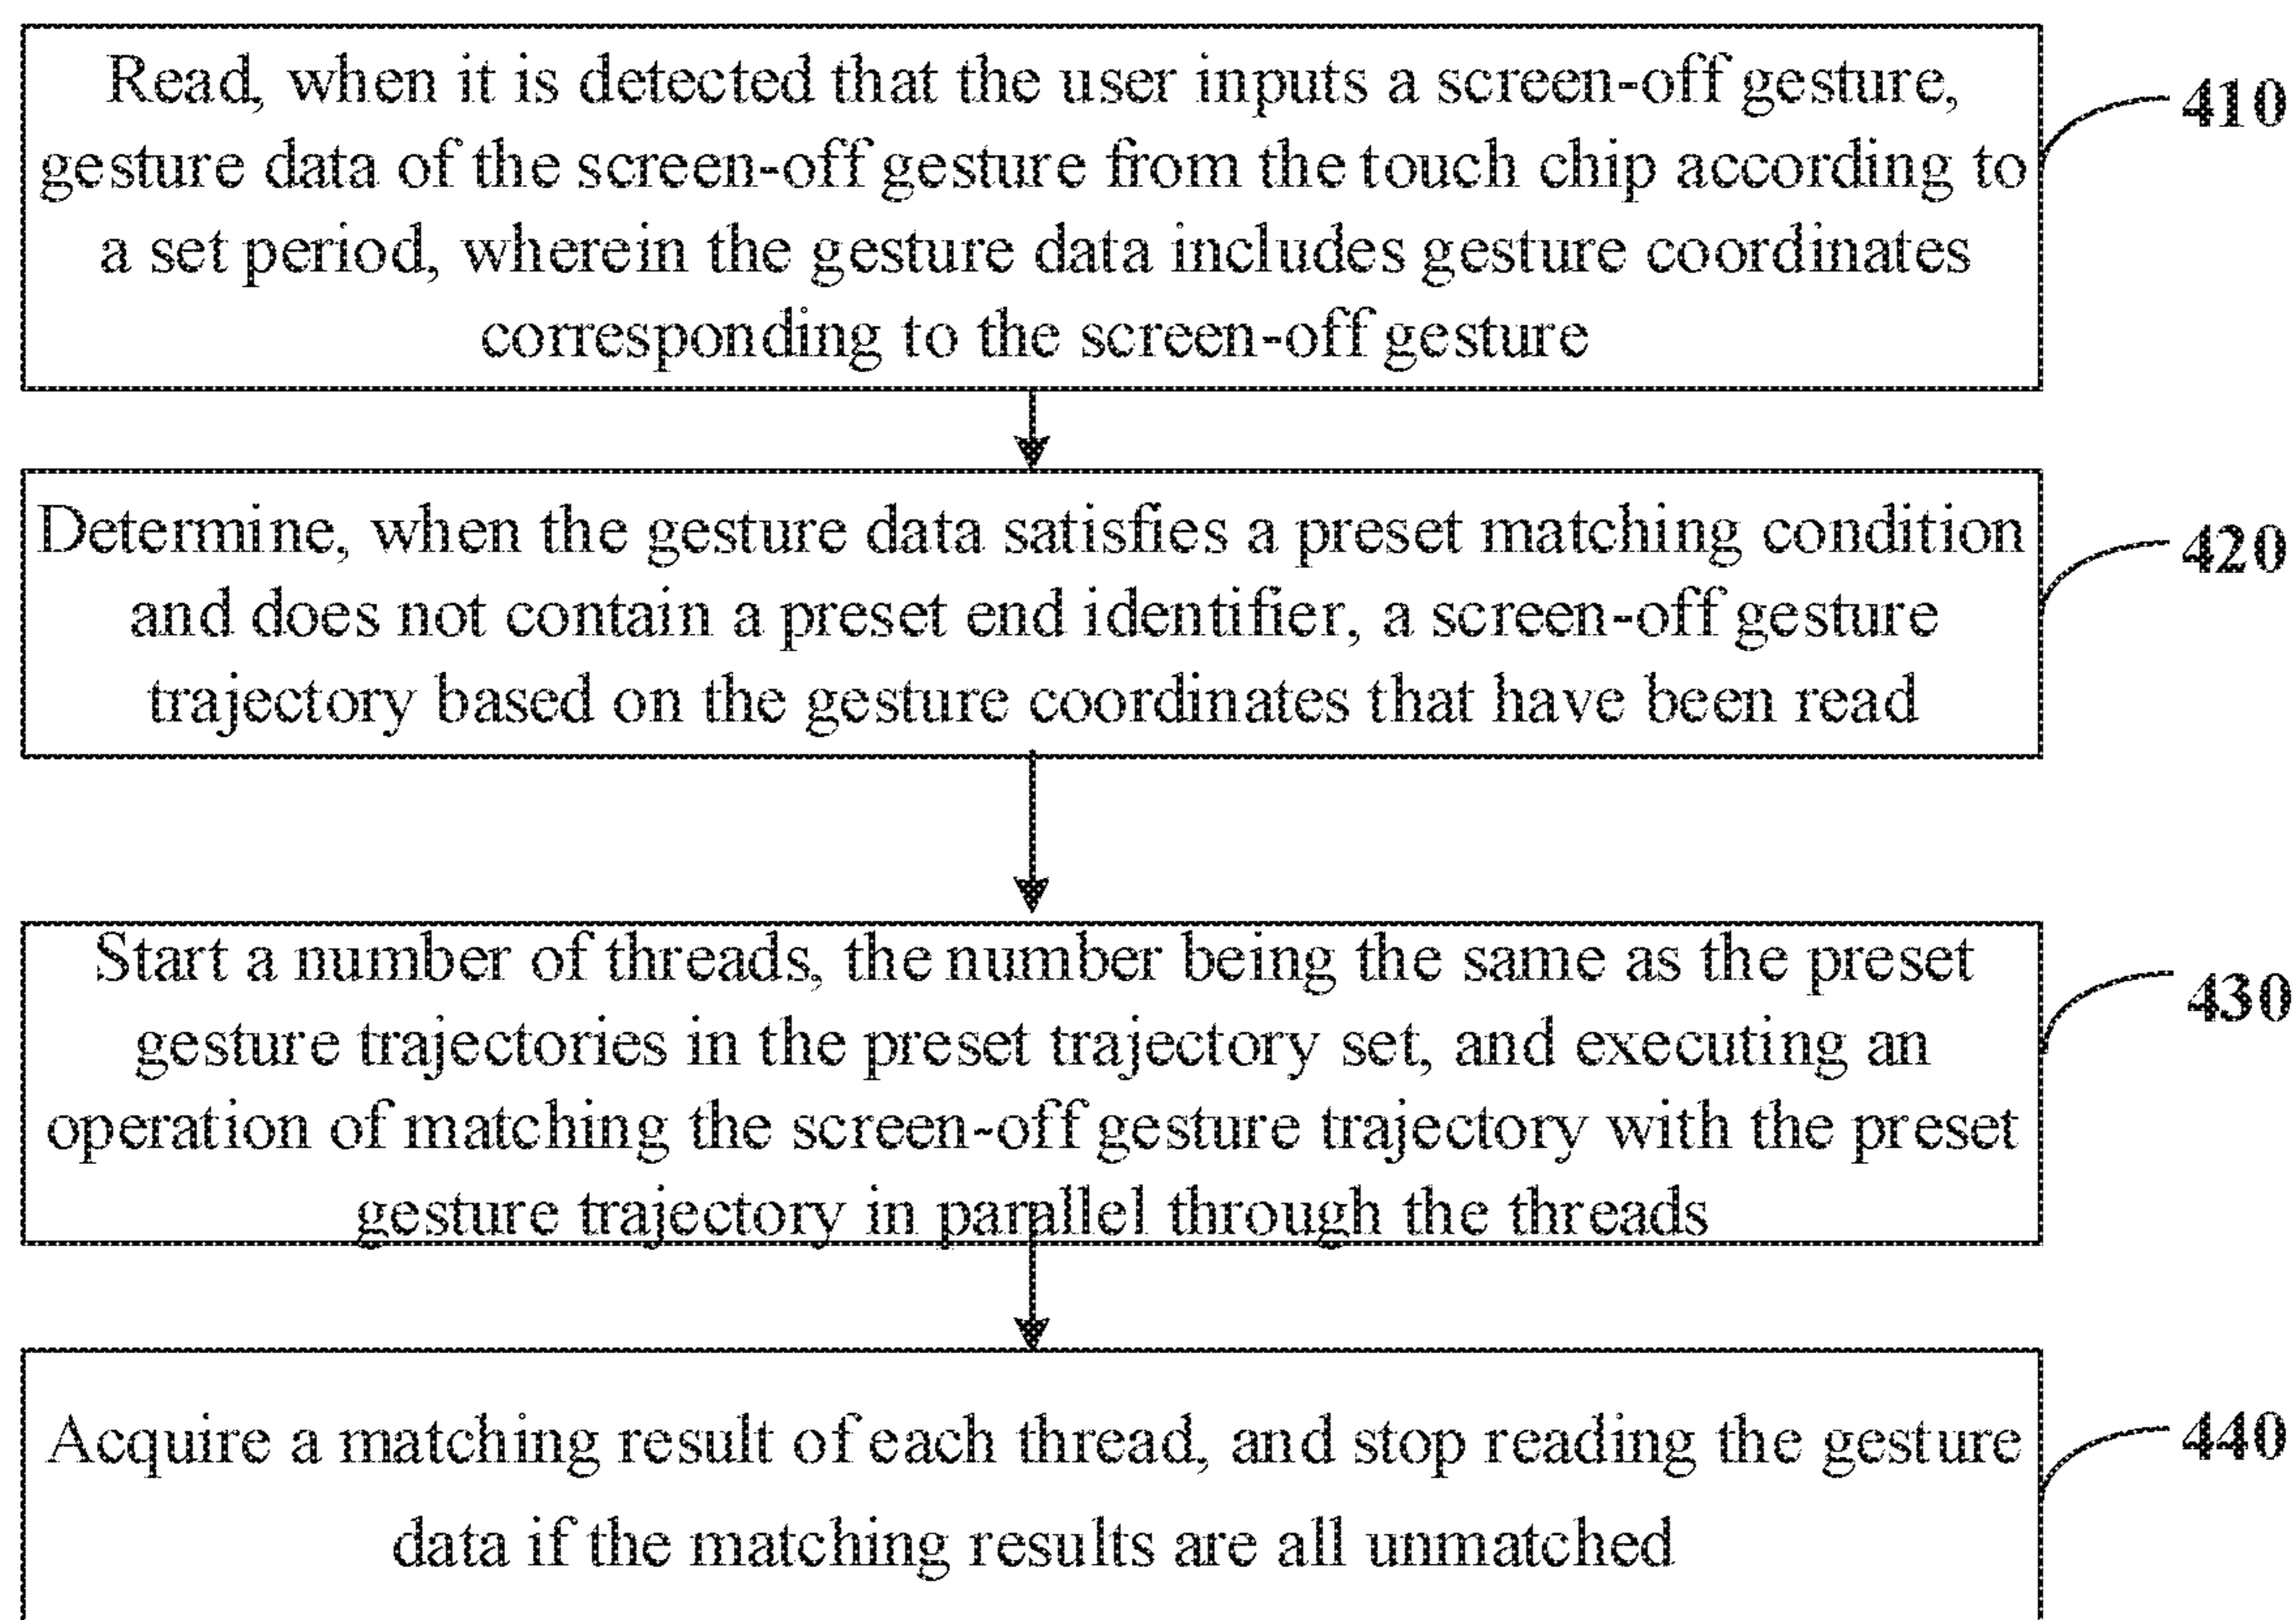 Read, when it is detected that the user inputs a screen-off gesture,
gesture data of the screen-off gesture from the touch chip according to
a set period, wherein the gesture data includes gesture coordinates
corresponding to the screen-off gesture
410
Determine, when the gesture data satisfies a preset matching condition
and does not contain a preset end identifier, a screen-off gesture
trajectory based on the gesture coordinates that have been read
420
Start a number of threads, the number being the same as the preset
gesture trajectories in the preset trajectory set, and executing an
operation of matching the screen-off gesture trajectory with the preset
gesture trajectory in parallel through the threads
430
Acquire a matching result of each thread, and stop reading the gesture
data if the matching results are all unmatched
440